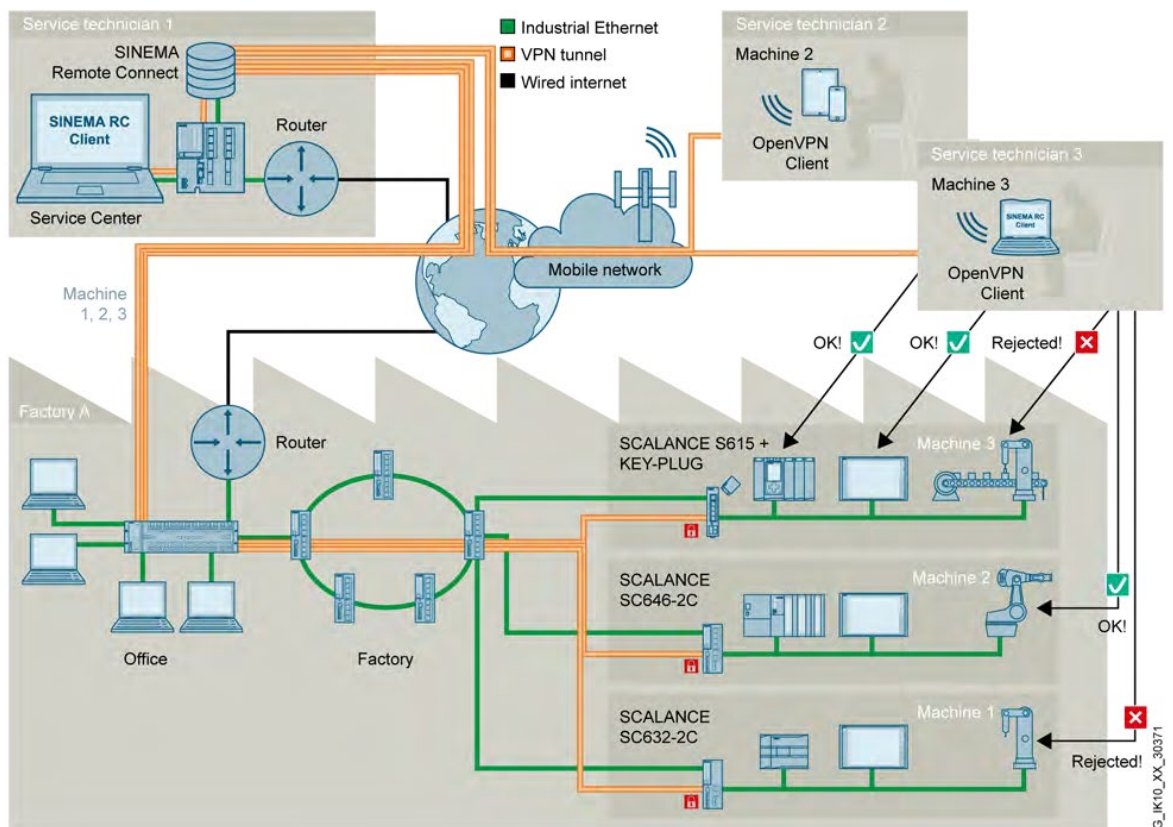 Service technician 1
SINEMA
Remote Connect
SINEMA RC
Client
Router
Service Center
Industrial Ethernet
VPN tunnel
Wired internet
Service technician 2
Machine 2
OpenVPN
Client
Service technician 3
Machine 3
SINEMA RC
Client
OpenVPN
Client
Mobile network
Machine
1, 2, 3
OK!
OK!
Rejected!
Factory A
Router
Office
Factory
SCALANCE S615 +
KEY-PLUG
Machine 3
SCALANCE
SC646-2C
Machine 2
OK!
SCALANCE
SC632-2C
Machine 1
Rejected!
G_IK10_XX_30371